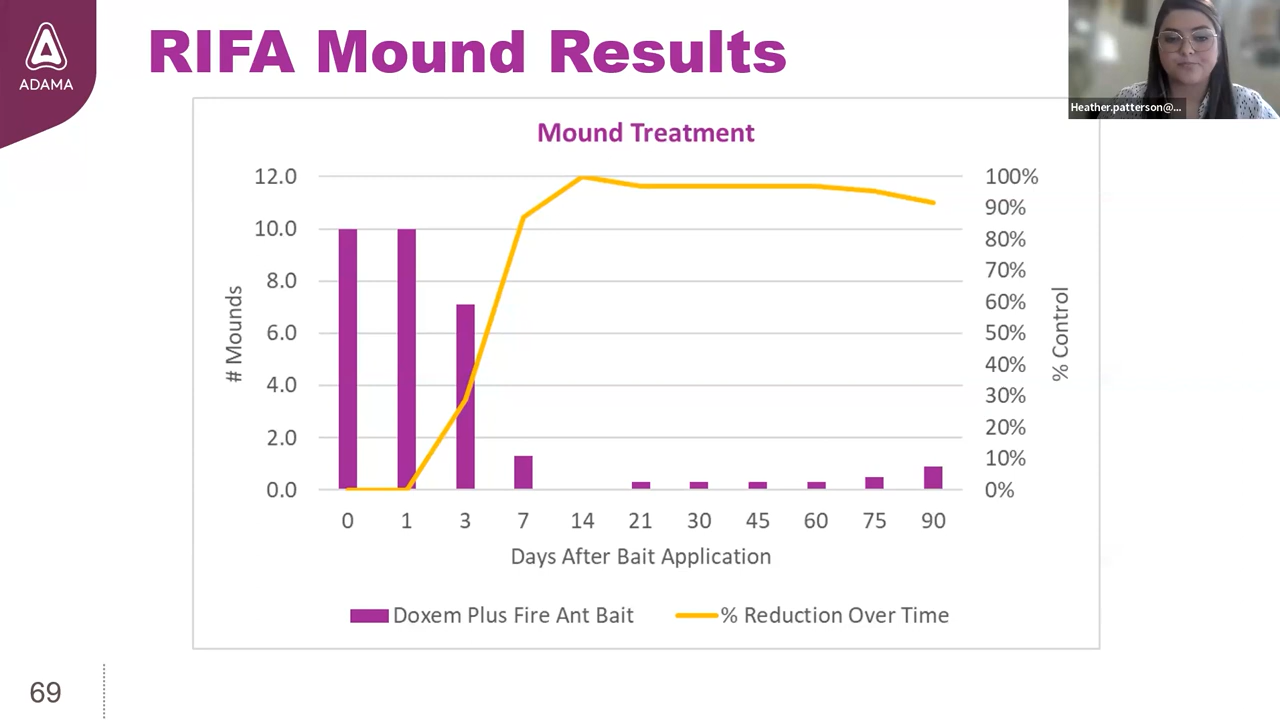 ADAMA
RIFA Mound Results
Heather.patterson@...
Mound Treatment
12.0
10.0
8.0
6.0
4.0
2.0
0.0
# Mounds
100%
90%
80%
70%
60%
50%
40%
30%
20%
10%
0%
% Control
0 1 3 7 14 21 30 45 60 75 90
Days After Bait Application
Doxem Plus Fire Ant Bait % Reduction Over Time
69